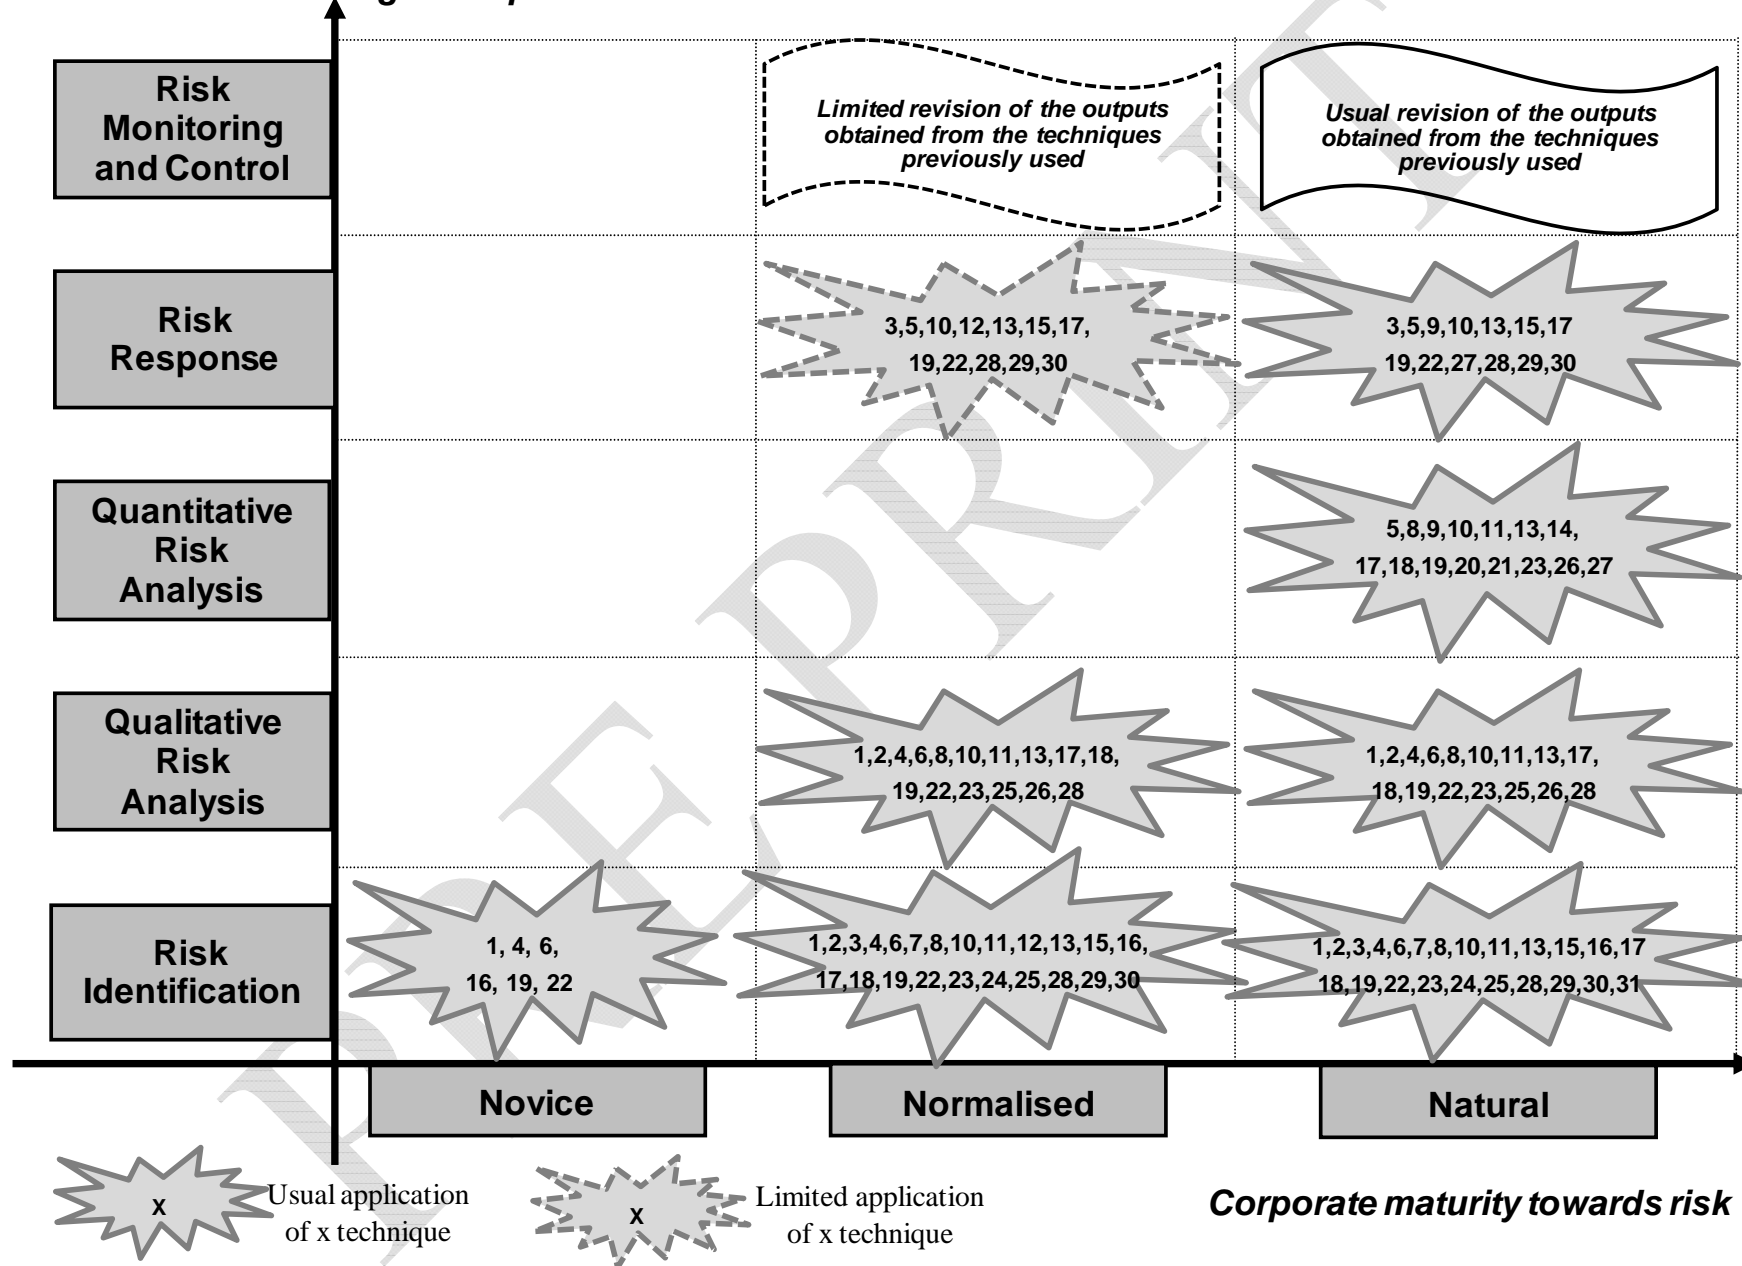 Risk
Monitoring
and Control
Limited revision of the outputs
obtained from the techniques
previously used
Usual revision of the outputs
obtained from the techniques
previously used
Risk
Response
3,5,10,12,13,15,17,
19,22,28,29,30
3,5,9,10,13,15,17
19,22,27,28,29,30
Quantitative
Risk
Analysis
5,8,9,10,11,13,14,
17,18,19,20,21,23,26,27
Qualitative
Risk
Analysis
1,2,4,6,8,10,11,13,17,18,
19,22,23,25,26,28
1,2,4,6,8,10,11,13,17,
18,19,22,23,25,26,28
Risk
Identification
1, 4, 6,
16, 19, 22
1,2,3,4,6,7,8,10,11,12,13,15,16,
17,18,19,22,23,24,25,28,29,30
1,2,3,4,6,7,8,10,11,13,15,16,17
18,19,22,23,24,25,28,29,30,31
Novice
Normalised
Natural
X
Usual application
of x technique
X
Limited application
of x technique
Corporate maturity towards risk
PRE PRINT